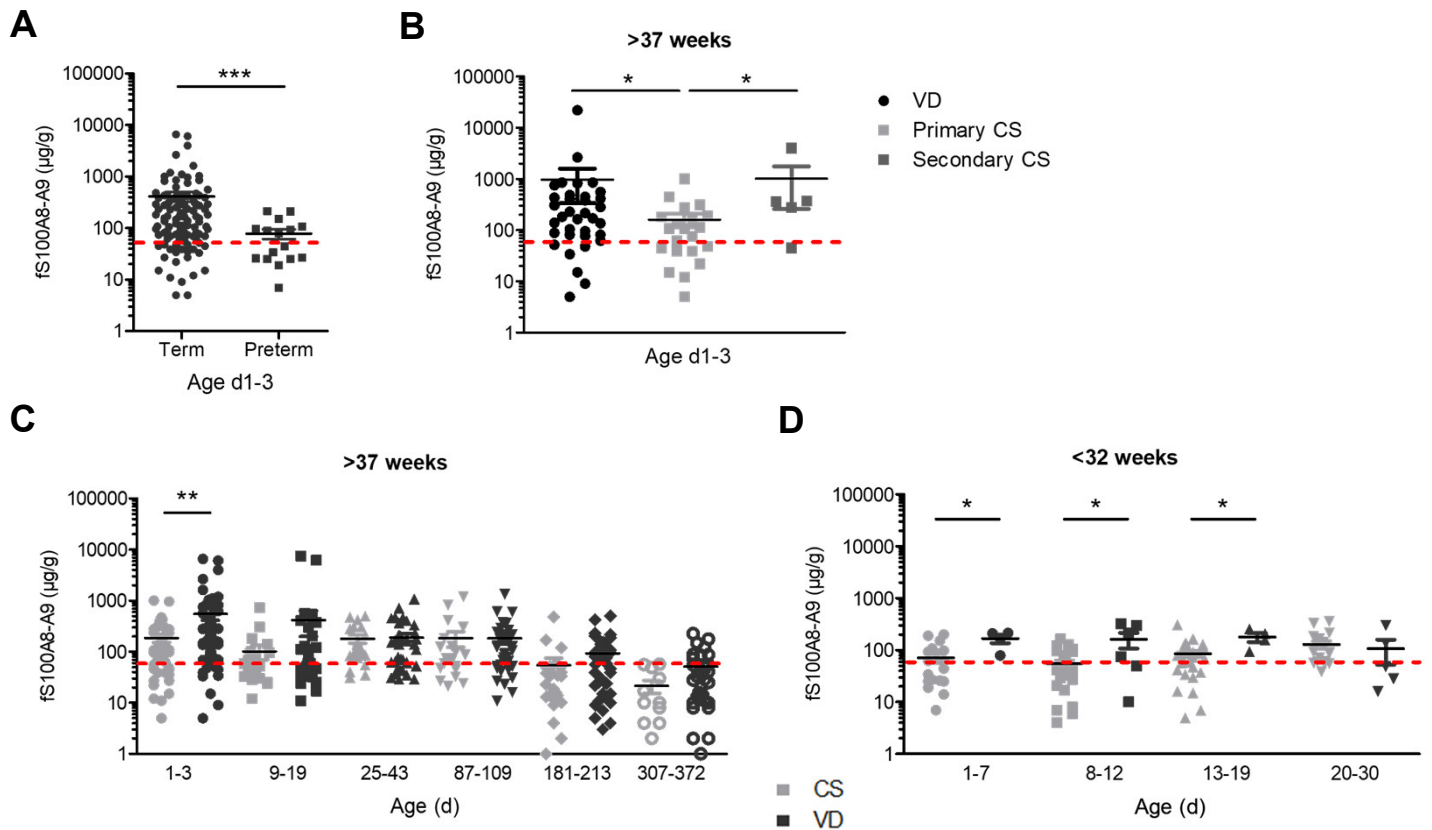 A
fS100A8-A9 (µg/g)
100000
10000
1000
100
10
1
***
Term Preterm
Age d1-3
B
>37 weeks
fS100A8-A9 (µg/g)
100000
10000
1000
100
10
1
* *
Age d1-3
VD
Primary CS
Secondary CS
C
>37 weeks
fS100A8-A9 (µg/g)
100000
10000
1000
100
10
1
**
1-3 9-19 25-43 87-109 181-213 307-372
Age (d)
CS
VD
D
<32 weeks
fS100A8-A9 (µg/g)
100000
10000
1000
100
10
1
* * *
1-7 8-12 13-19 20-30
Age (d)